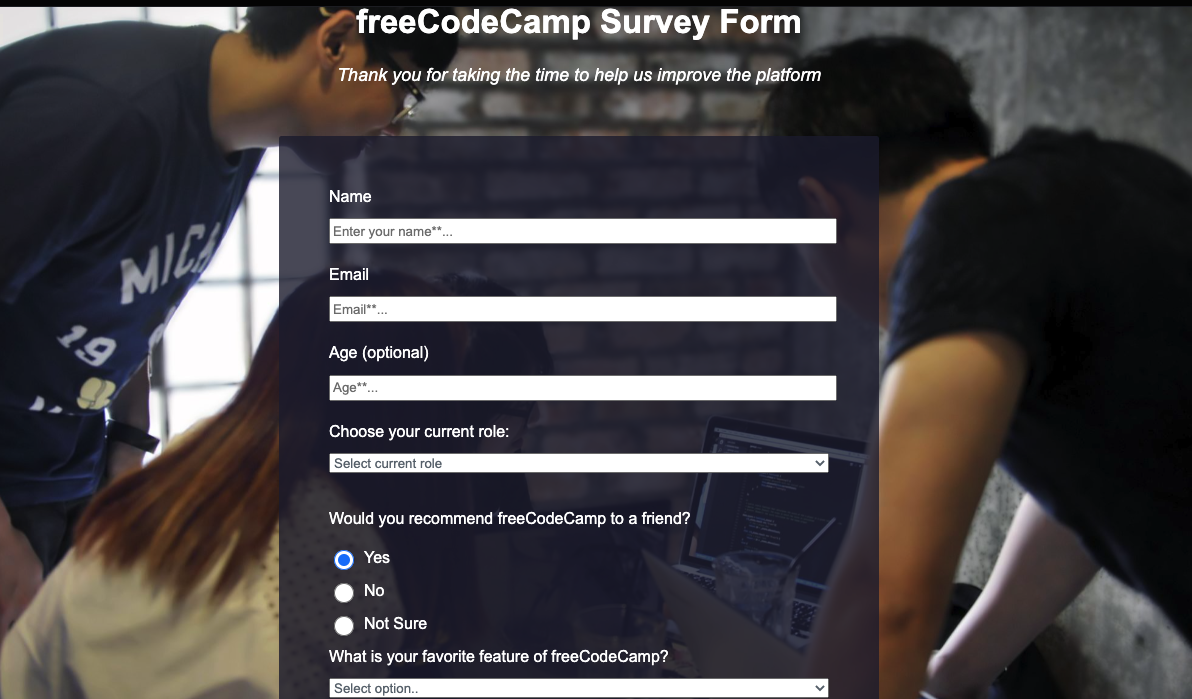 freeCodeCamp Survey Form
Thank you for taking the time to help us improve the platform
MICH
19
Name
Enter your name**...
Email
Email**...
Age (optional)
Age**...
Choose your current role:
Select current role
Would you recommend freeCodeCamp to a friend?
Yes
No
Not Sure
What is your favorite feature of freeCodeCamp?
Select option..